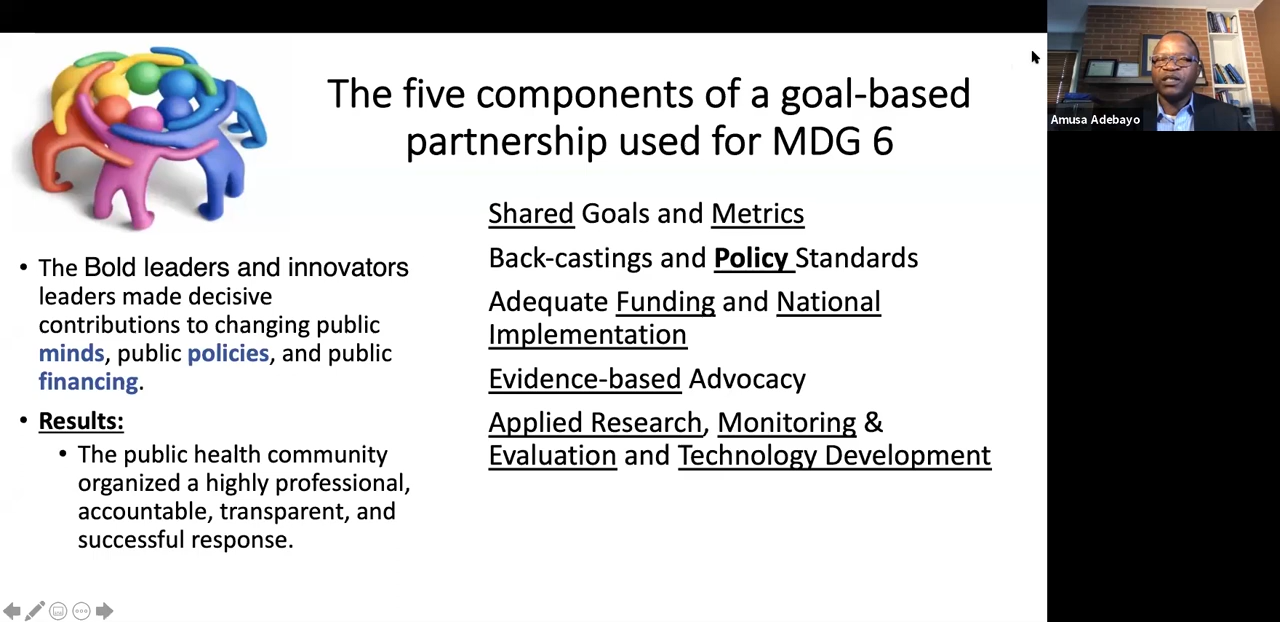 The five components of a goal-based
partnership used for MDG 6
• The Bold leaders and innovators
leaders made decisive
contributions to changing public
minds, public policies, and public
financing.
• Results:
• The public health community
organized a highly professional,
accountable, transparent, and
successful response.
Shared Goals and Metrics
Back-castings and Policy Standards
Adequate Funding and National
Implementation
Evidence-based Advocacy
Applied Research, Monitoring &
Evaluation and Technology Development
Amusa Adebayo